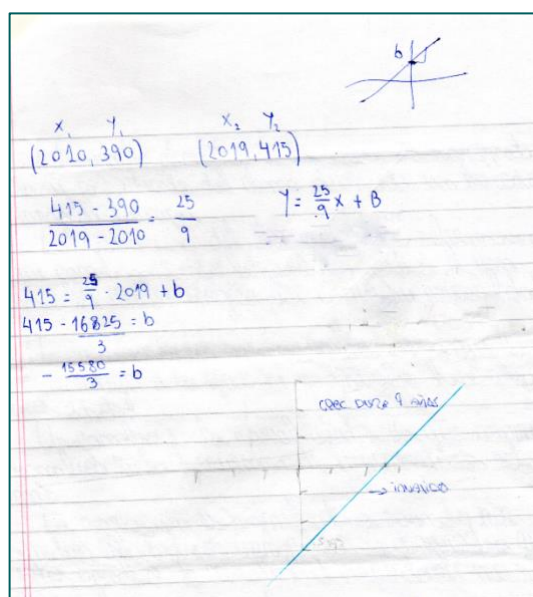 b
X₁ Y₁ X₂ Y₂
(2010, 390) (2019, 415)
415 - 390 / 2019 - 2010 = 25/9 Y = 25/9 X + B
415 = 25/9 · 2019 + b
415 - 16825/3 = b
- 15580/3 = b
9 años